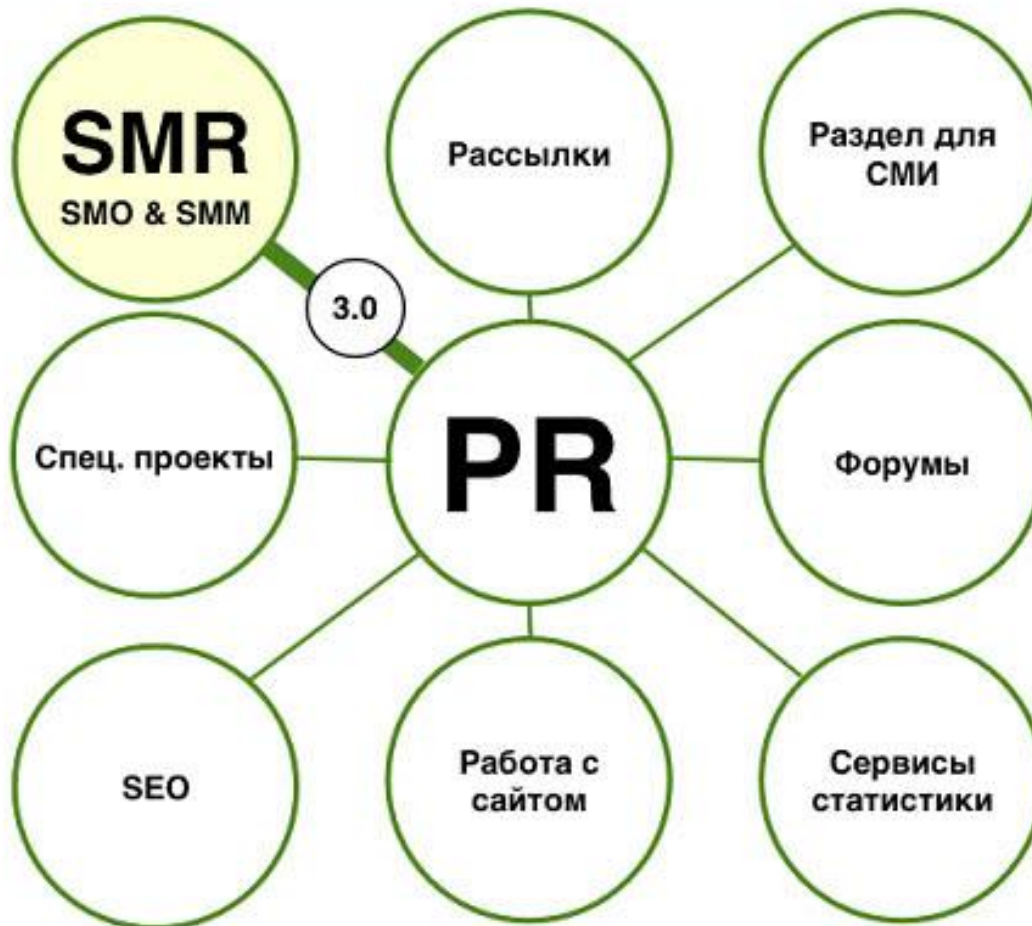 SMR
SMO & SMM
Рассылки
Раздел для
СМИ
3.0
Спец. проекты
PR
Форумы
SEO
Работа с
сайтом
Сервисы
статистики